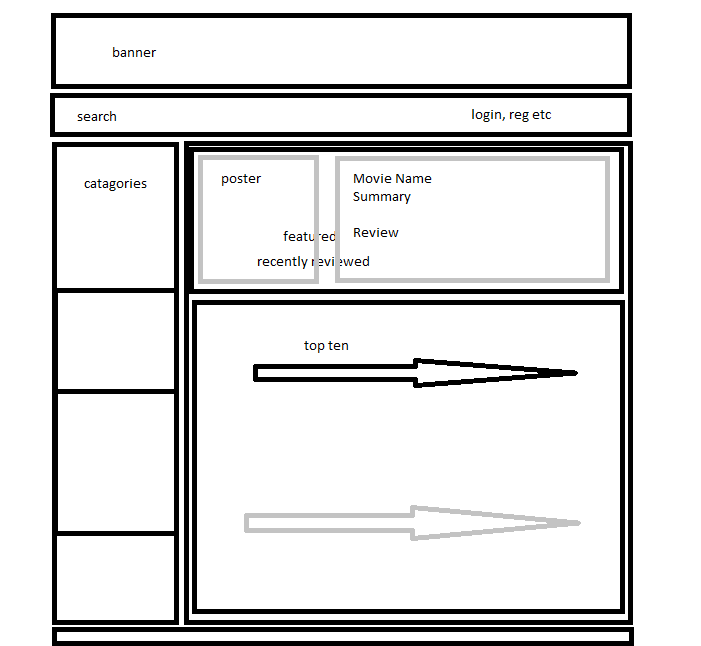 banner
search
login, reg etc
catagories
poster
Movie Name
Summary
Review
featured
recently reviewed
top ten